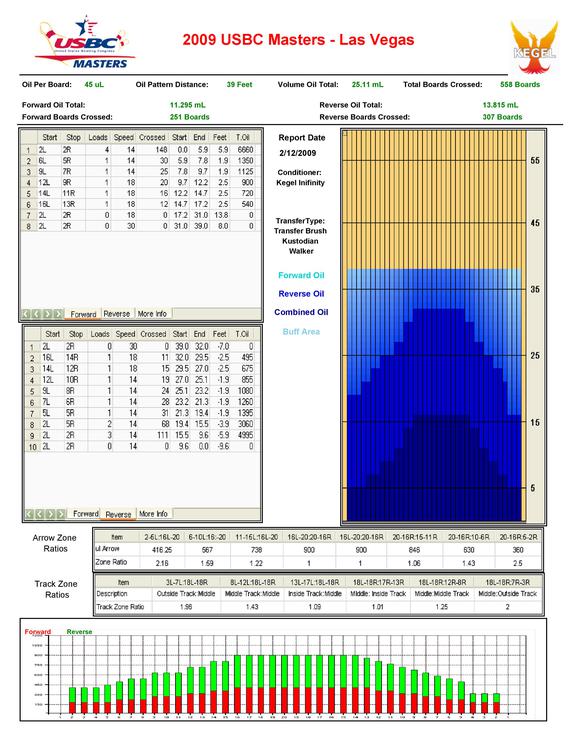 USBC
United States Bowling Congress
MASTERS
2009 USBC Masters - Las Vegas
KEGEL
Oil Per Board: 45 uL Oil Pattern Distance: 39 Feet Volume Oil Total: 25.11 mL Total Boards Crossed: 558 Boards
Forward Oil Total: 11.295 mL Reverse Oil Total: 13.815 mL
Forward Boards Crossed: 251 Boards Reverse Boards Crossed: 307 Boards
Start Stop Loads Speed Crossed Start End Feet T.Oil
1 2L 2R 4 14 148 0.0 5.9 5.9 6660
2 6L 5R 1 14 30 5.9 7.8 1.9 1350
3 9L 7R 1 14 25 7.8 9.7 1.9 1125
4 12L 9R 1 18 20 9.7 12.2 2.5 900
5 14L 11R 1 18 16 12.2 14.7 2.5 720
6 16L 13R 1 18 12 14.7 17.2 2.5 540
7 2L 2R 0 18 0 17.2 31.0 13.8 0
8 2L 2R 0 30 0 31.0 39.0 8.0 0
Forward Reverse More Info
Start Stop Loads Speed Crossed Start End Feet T.Oil
1 2L 2R 0 30 0 39.0 32.0 -7.0 0
2 16L 14R 1 18 11 32.0 29.5 -2.5 495
3 14L 12R 1 18 15 29.5 27.0 -2.5 675
4 12L 10R 1 14 19 27.0 25.1 -1.9 855
5 9L 8R 1 14 24 25.1 23.2 -1.9 1080
6 7L 6R 1 14 28 23.2 21.3 -1.9 1260
7 5L 5R 1 14 31 21.3 19.4 -1.9 1395
8 2L 2R 2 14 68 19.4 15.5 -3.9 3060
9 2L 2R 3 14 111 15.5 9.6 -5.9 4995
10 2L 2R 0 14 0 9.6 0.0 -9.6 0
Forward Reverse More Info
Report Date
2/12/2009
Conditioner:
Kegel Inifinity
TransferType:
Transfer Brush
Kustodian
Walker
Forward Oil
Reverse Oil
Combined Oil
Buff Area
55
45
35
25
15
5
Arrow Zone Ratios
Item 2-5L:16L-20 6-10L:16L-20 11-15L:16L-20 16L-20:20-16R 16L-20:20-16R 20-16R:15-11R 20-16R:10-6R 20-16R:5-2R
ul Arrow 416.25 567 738 900 900 846 630 360
Zone Ratio 2.16 1.59 1.22 1 1 1.06 1.43 2.5
Track Zone Ratios
Item 3L-7L:18L-18R 8L-12L:18L-18R 13L-17L:18L-18R 18L-18R:17R-13R 18L-18R:12R-8R 18L-18R:7R-3R
Description Outside Track:Middle Middle Track:Middle Inside Track:Middle Middle: Inside Track Middle:Middle Track Middle:Outside Track
Track Zone Ratio 1.96 1.43 1.09 1.01 1.25 2
Forward Reverse